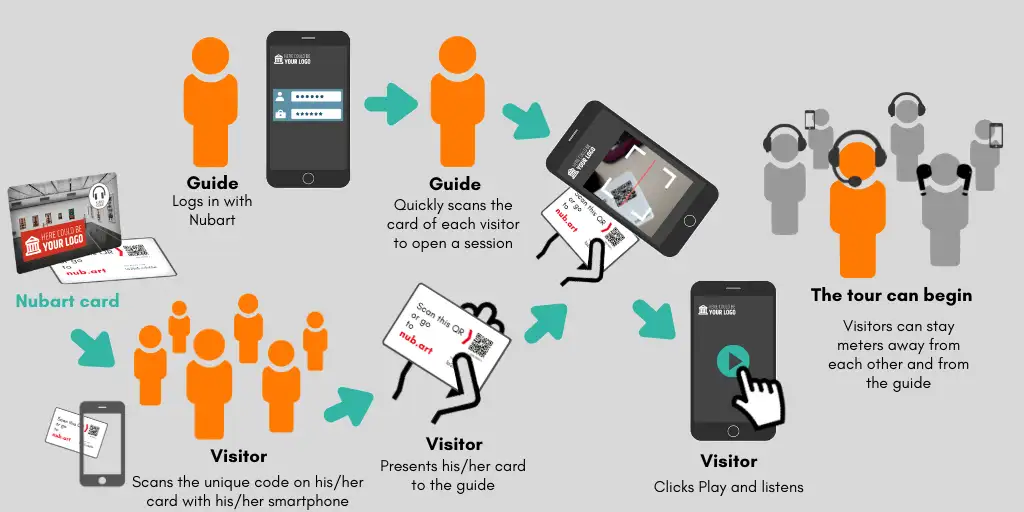 HERE COULD BE
YOUR LOGO
******
******
Guide
Logs in with
Nubart
Guide
Quickly scans the
card of each visitor
to open a session
HERE COULD BE
YOUR LOGO
Scan this QR
or go
to
nub.art
HERE COULD BE
YOUR LOGO
Scan this QR
or go
to
nub.art
Nubart card
Scan this QR
or go
to
nub.art
Visitor
Scans the unique code on his/her
card with his/her smartphone
Scan this QR
or go
to
nub.art
Visitor
Presents his/her card
to the guide
HERE COULD BE
YOUR LOGO
Visitor
Clicks Play and listens
The tour can begin
Visitors can stay
meters away from
each other and from
the guide